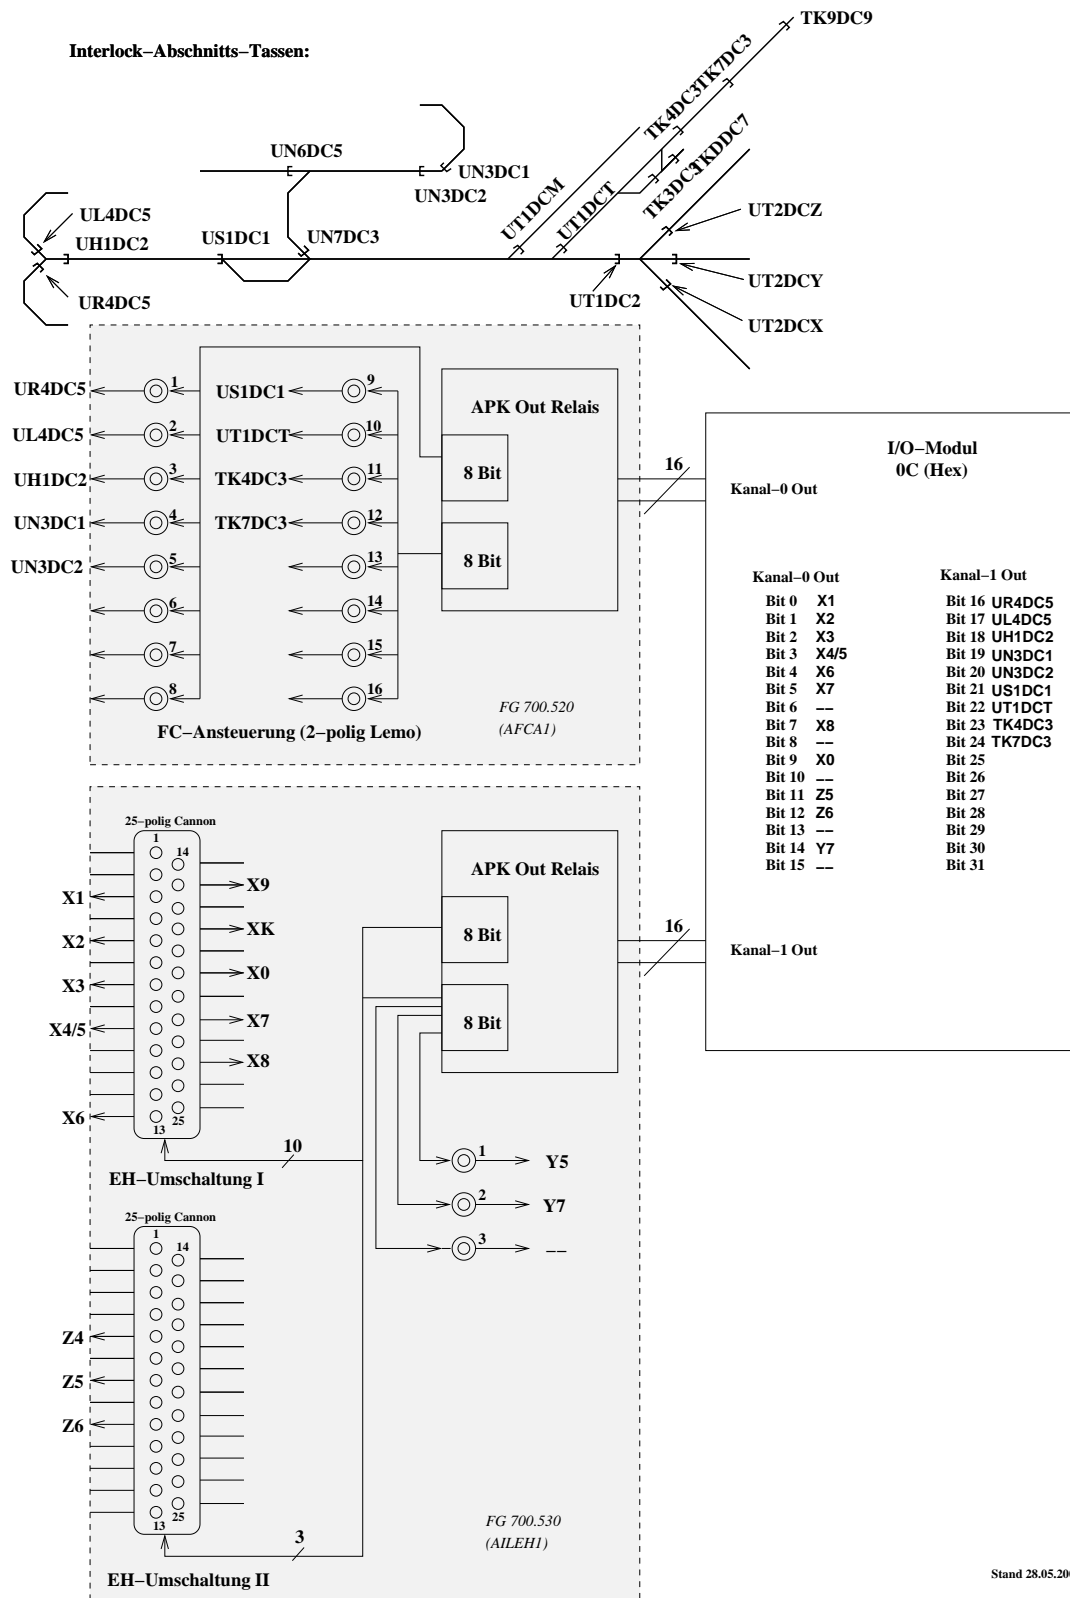 Interlock–Abschnitts–Tassen:
TK9DC9
TK7DC3
TK4DC3
TKDDC7
TK3DC3
UN6DC5
UN3DC1
UN3DC2
UT1DCM
UT1DCT
UL4DC5
UH1DC2
US1DC1
UN7DC3
UT2DCZ
UT2DCY
UT1DC2
UT2DCX
UR4DC5
UR4DC5 1
UL4DC5 2
UH1DC2 3
UN3DC1 4
UN3DC2 5
6
7
8
US1DC1 9
UT1DCT 10
TK4DC3 11
TK7DC3 12
13
14
15
16
APK Out Relais
8 Bit
8 Bit
FG 700.520
(AFCA1)
FC–Ansteuerung (2–polig Lemo)
16
I/O–Modul
0C (Hex)
Kanal–0 Out
Kanal–0 Out
Bit 0 X1
Bit 1 X2
Bit 2 X3
Bit 3 X4/5
Bit 4 X6
Bit 5 X7
Bit 6 --
Bit 7 X8
Bit 8 --
Bit 9 X0
Bit 10 --
Bit 11 Z5
Bit 12 Z6
Bit 13 --
Bit 14 Y7
Bit 15 --
Kanal–1 Out
Bit 16 UR4DC5
Bit 17 UL4DC5
Bit 18 UH1DC2
Bit 19 UN3DC1
Bit 20 UN3DC2
Bit 21 US1DC1
Bit 22 UT1DCT
Bit 23 TK4DC3
Bit 24 TK7DC3
Bit 25
Bit 26
Bit 27
Bit 28
Bit 29
Bit 30
Bit 31
Kanal–1 Out
16
25–polig Cannon
1
14
X1
X2
X3
X4/5
X6
X9
XK
X0
X7
X8
13
25
EH–Umschaltung I
10
APK Out Relais
8 Bit
8 Bit
1 Y5
2 Y7
3 --
25–polig Cannon
1
14
Z4
Z5
Z6
13
25
3
EH–Umschaltung II
FG 700.530
(AILEH1)